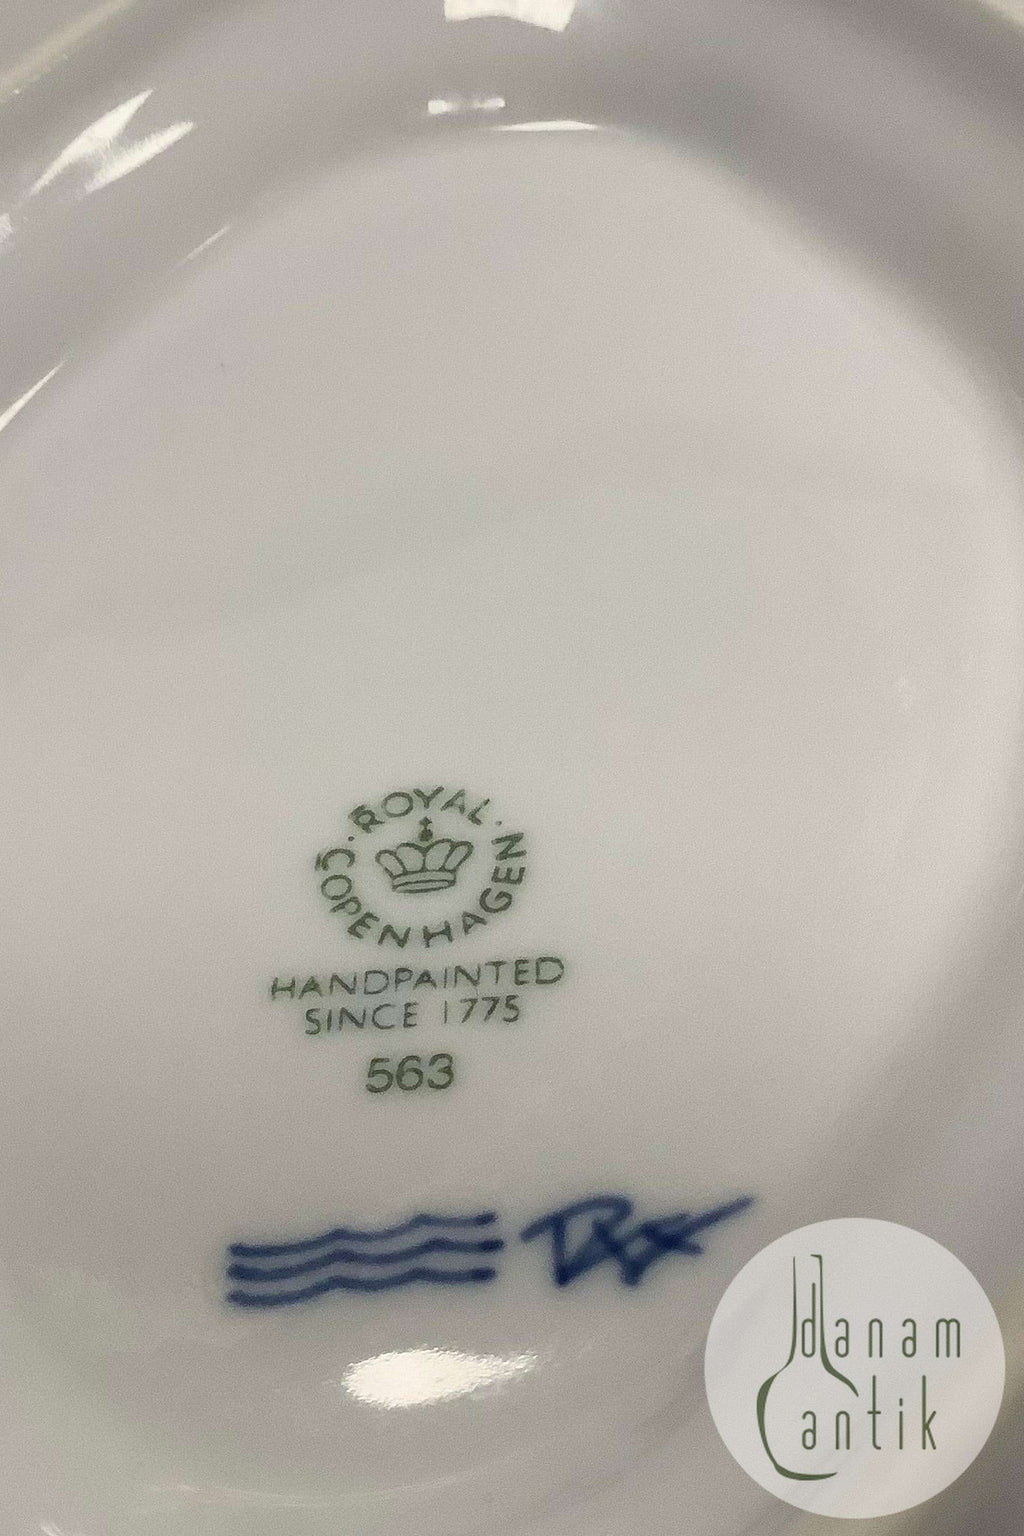 ROYAL
COPENHAGEN
HANDPAINTED
SINCE 1775
563
danam
antik